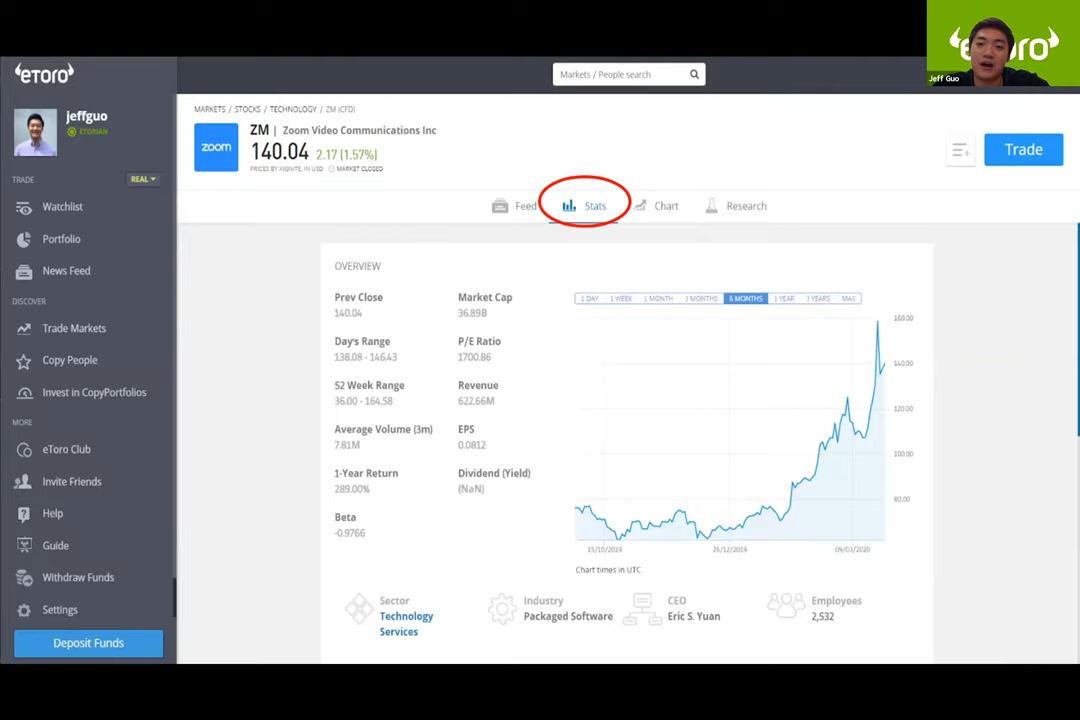 eToro
Jeff Guo
eToro
Markets / People search
jeffguo
ETORIAN
TRADE
REAL
Watchlist
Portfolio
News Feed
DISCOVER
Trade Markets
Copy People
Invest in CopyPortfolios
MORE
eToro Club
Invite Friends
Help
Guide
Withdraw Funds
Settings
Deposit Funds
MARKETS / STOCKS / TECHNOLOGY / ZM (CFD)
zoom
ZM | Zoom Video Communications Inc
140.04 2.17 (1.57%)
PRICES BY XIGNITE, IN USD MARKET CLOSED
Trade
Feed Stats Chart Research
OVERVIEW
Prev Close
140.04
Market Cap
36.89B
Day's Range
138.08 - 146.43
P/E Ratio
1700.86
52 Week Range
36.00 - 164.58
Revenue
622.66M
Average Volume (3m)
7.81M
EPS
0.0812
1-Year Return
289.00%
Dividend (Yield)
(NaN)
Beta
-0.9766
1 DAY 1 WEEK 1 MONTH 3 MONTHS 6 MONTHS 1 YEAR 3 YEARS MAX
160.00
140.00
120.00
100.00
80.00
15/10/2019 26/12/2019 09/03/2020
Chart times in UTC
Sector
Technology
Services
Industry
Packaged Software
CEO
Eric S. Yuan
Employees
2,532